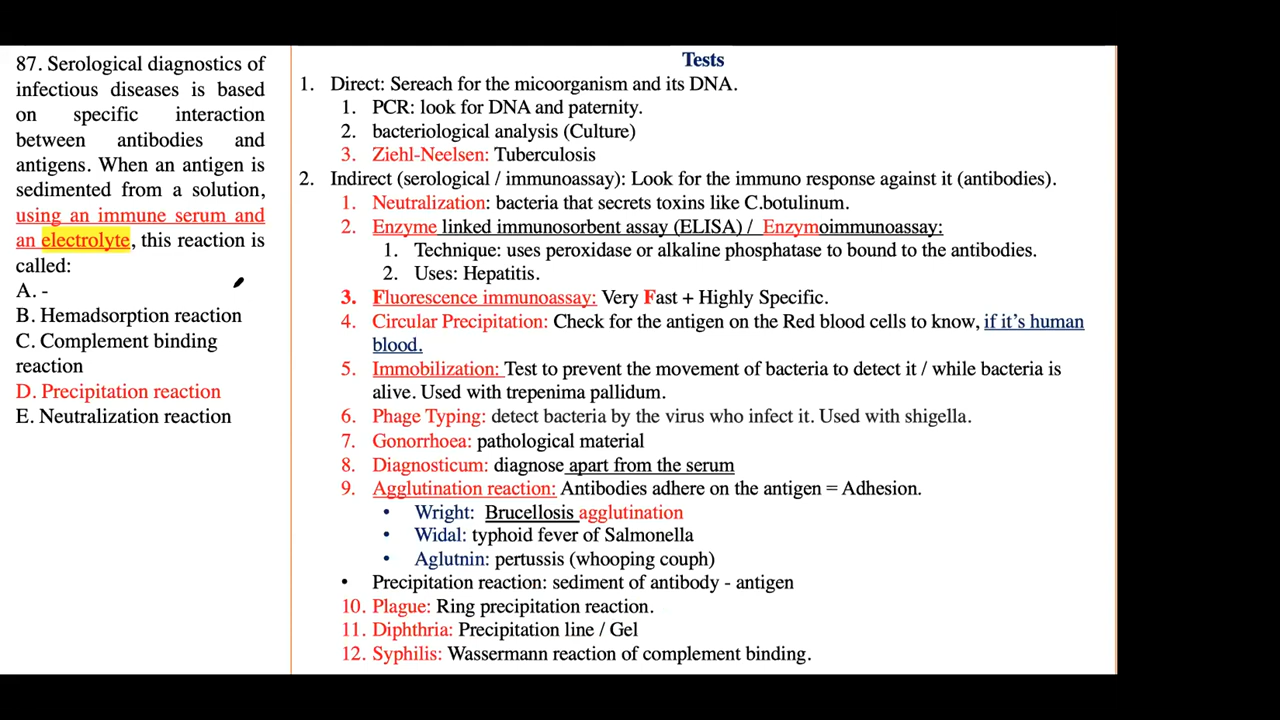 87. Serological diagnostics of
infectious diseases is based
on specific interaction
between antibodies and
antigens. When an antigen is
sedimented from a solution,
using an immune serum and
an electrolyte, this reaction is
called:
A. -
B. Hemadsorption reaction
C. Complement binding
reaction
D. Precipitation reaction
E. Neutralization reaction
Tests
1. Direct: Sereach for the micoorganism and its DNA.
1. PCR: look for DNA and paternity.
2. bacteriological analysis (Culture)
3. Ziehl-Neelsen: Tuberculosis
2. Indirect (serological / immunoassay): Look for the immuno response against it (antibodies).
1. Neutralization: bacteria that secrets toxins like C.botulinum.
2. Enzyme linked immunosorbent assay (ELISA) / Enzymoimmunoassay:
1. Technique: uses peroxidase or alkaline phosphatase to bound to the antibodies.
2. Uses: Hepatitis.
3. Fluorescence immunoassay: Very Fast + Highly Specific.
4. Circular Precipitation: Check for the antigen on the Red blood cells to know, if it's human
blood.
5. Immobilization: Test to prevent the movement of bacteria to detect it / while bacteria is
alive. Used with trepenima pallidum.
6. Phage Typing: detect bacteria by the virus who infect it. Used with shigella.
7. Gonorrhoea: pathological material
8. Diagnosticum: diagnose apart from the serum
9. Agglutination reaction: Antibodies adhere on the antigen = Adhesion.
• Wright: Brucellosis agglutination
• Widal: typhoid fever of Salmonella
• Aglutnin: pertussis (whooping couph)
• Precipitation reaction: sediment of antibody - antigen
10. Plague: Ring precipitation reaction.
11. Diphthria: Precipitation line / Gel
12. Syphilis: Wassermann reaction of complement binding.